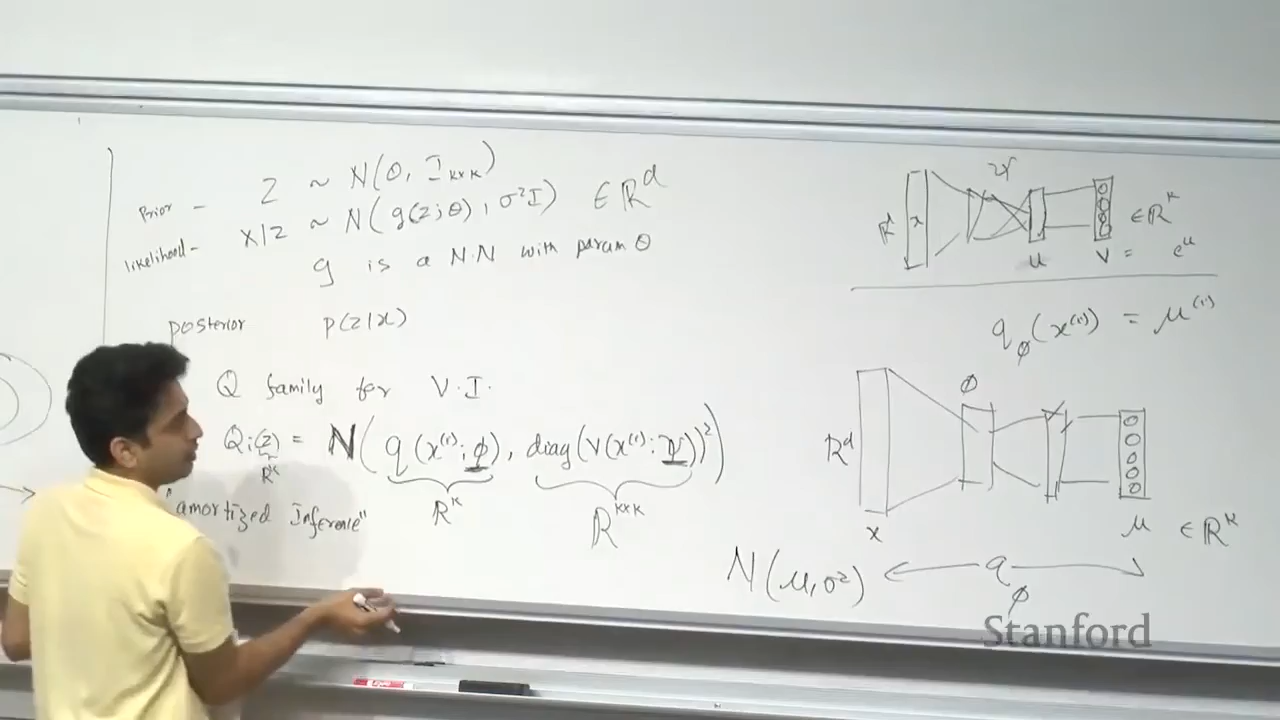 Prior - Z ~ N(0, I_{k×k})
likelihood - x|z ~ N(g(z;θ), σ²I) ∈ ℝ^d
g is a N.N with param θ
posterior p(z|x)
Q family for V.I.
Q_i(z) = N(q(x^{(i)};φ), diag(v(x^{(i)};ψ))²)
ℝ^k
ℝ^k
ℝ^{k×k}
"amortized Inference"
ψ
ℝ^d x ∈ ℝ^k
u v = e^u
q_φ(x^{(i)}) = μ^{(i)}
φ
ℝ^d
x μ ∈ ℝ^k
N(μ, σ²) q_φ
Stanford